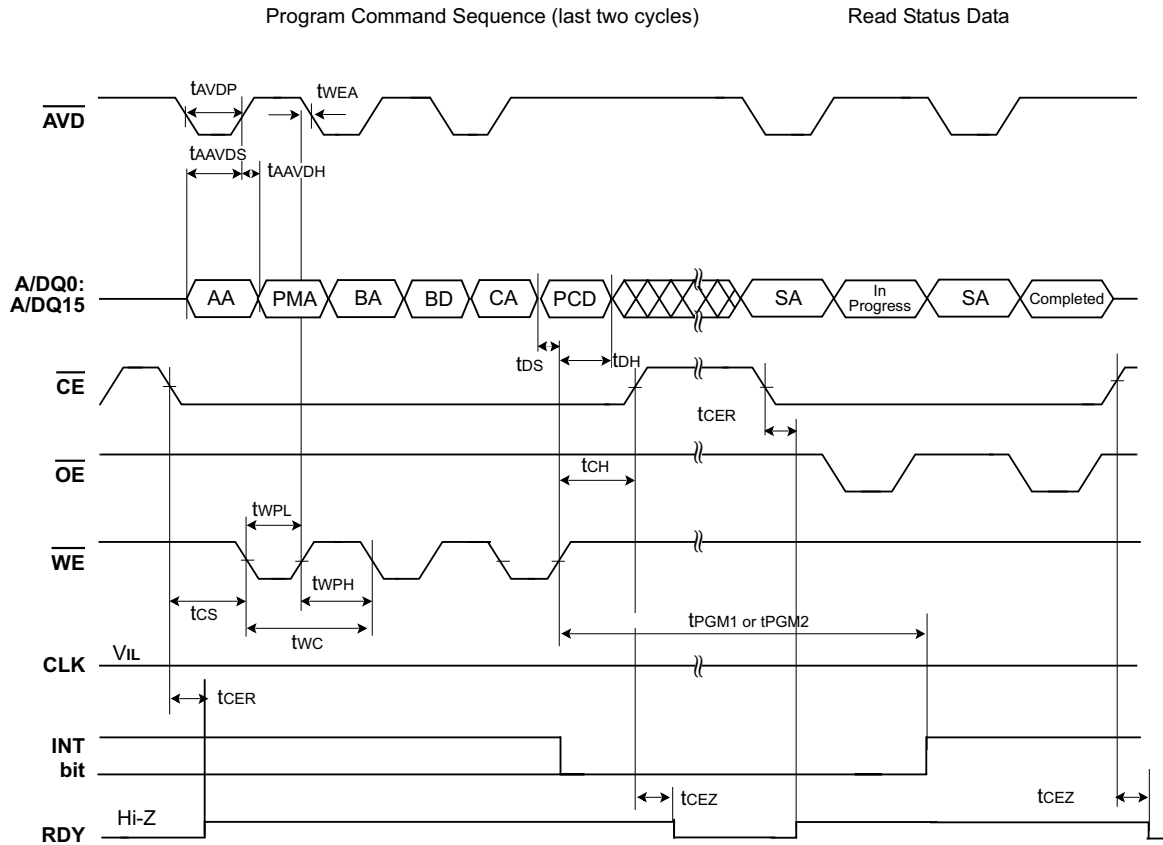 Program Command Sequence (last two cycles) Read Status Data
tAVDP tWEA
AVD
tAAVDS tAAVDH
A/DQ0:
A/DQ15
AA PMA BA BD CA PCD SA In Progress SA Completed
tDS tDH
CE
tCER
OE
tCH
tWPL
WE
tWPH
tCS
tWC
tPGM1 or tPGM2
CLK VIL
tCER
INT
bit
tCEZ tCEZ
Hi-Z
RDY